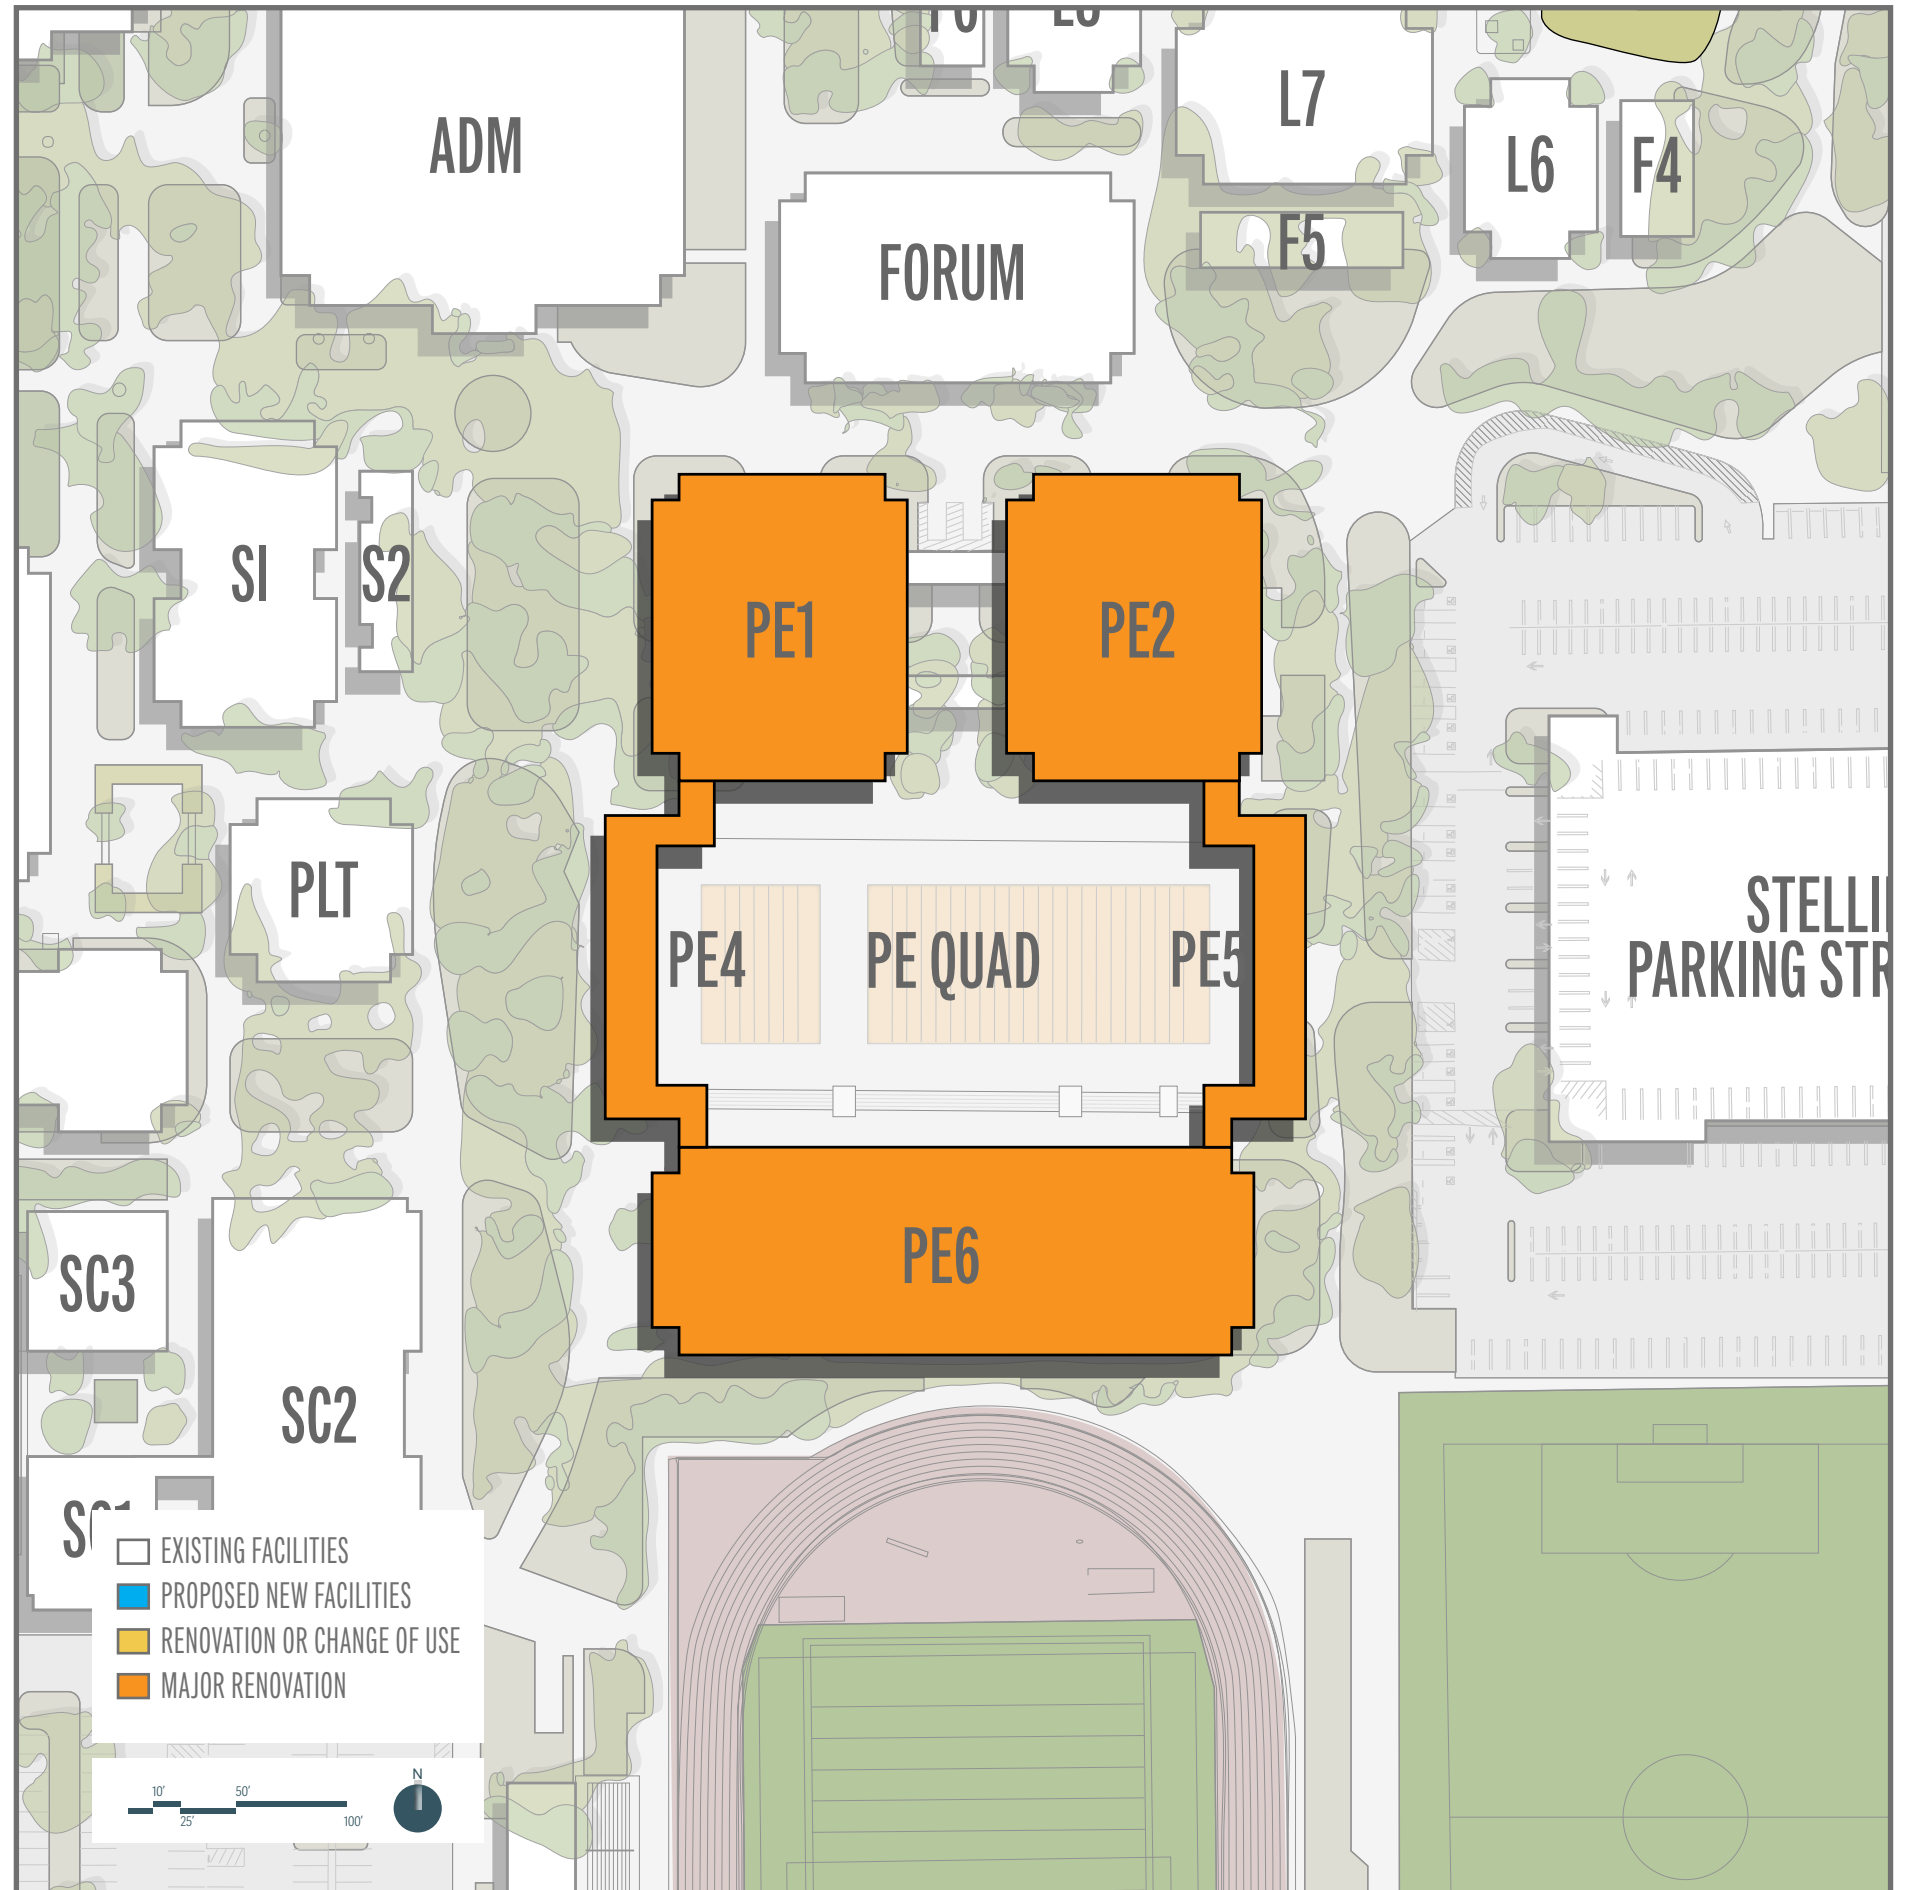 ADM
L7
L6
F4
F5
FORUM
S1
S2
PE1
PE2
PLT
PE4
PE QUAD
PE5
STELLI
PARKING STR
PE6
SC3
SC2
EXISTING FACILITIES
PROPOSED NEW FACILITIES
RENOVATION OR CHANGE OF USE
MAJOR RENOVATION
N
10'
50'
25'
100'